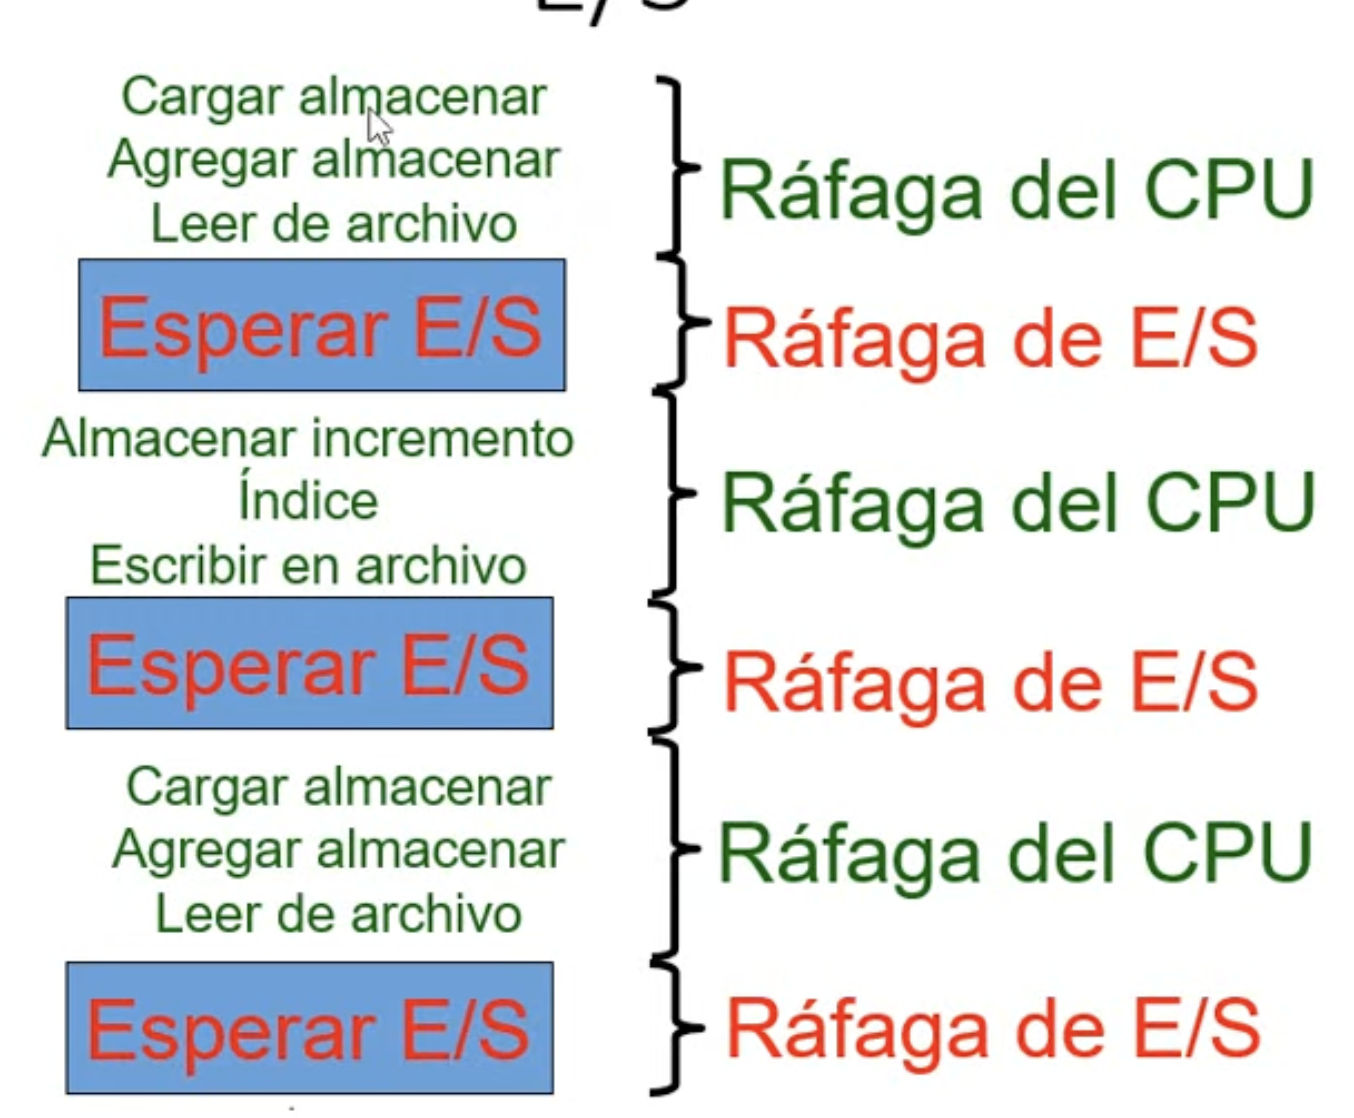 E/S
Cargar almacenar
Agregar almacenar
Leer de archivo
Ráfaga del CPU
Esperar E/S
Ráfaga de E/S
Almacenar incremento
Índice
Escribir en archivo
Ráfaga del CPU
Esperar E/S
Ráfaga de E/S
Cargar almacenar
Agregar almacenar
Leer de archivo
Ráfaga del CPU
Esperar E/S
Ráfaga de E/S